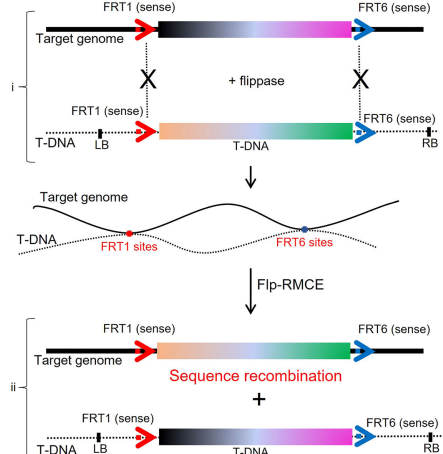 FRT1 (sense)
FRT6 (sense)
Target genome
i
X
+ flippase
X
FRT1 (sense)
FRT6 (sense)
T-DNA
LB
T-DNA
RB
Target genome
T-DNA
FRT1 sites
FRT6 sites
Flp-RMCE
FRT1 (sense)
FRT6 (sense)
Target genome
Sequence recombination
ii
+
FRT1 (sense)
FRT6 (sense)
T-DNA
LB
T-DNA
RB